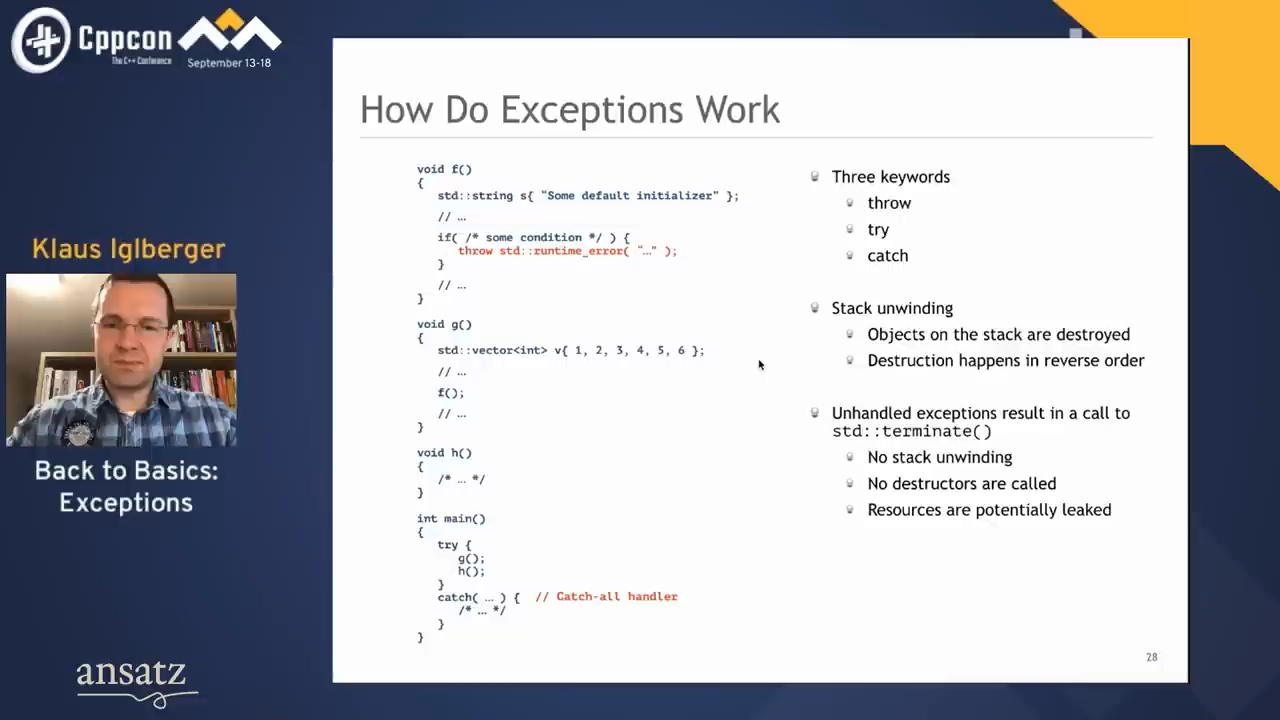 Cppcon
The C++ Conference
September 13-18
Klaus Iglberger
Back to Basics:
Exceptions
ansatz
How Do Exceptions Work
void f()
{
std::string s{ "Some default initializer" };
// …
if( /* some condition */ ) {
throw std::runtime_error( "…" );
}
// …
}
void g()
{
std::vector<int> v{ 1, 2, 3, 4, 5, 6 };
// …
f();
// …
}
void h()
{
/* … */
}
int main()
{
try {
g();
h();
}
catch( … ) { // Catch-all handler
/* … */
}
}
Three keywords
throw
try
catch
Stack unwinding
Objects on the stack are destroyed
Destruction happens in reverse order
Unhandled exceptions result in a call to
std::terminate()
No stack unwinding
No destructors are called
Resources are potentially leaked
28